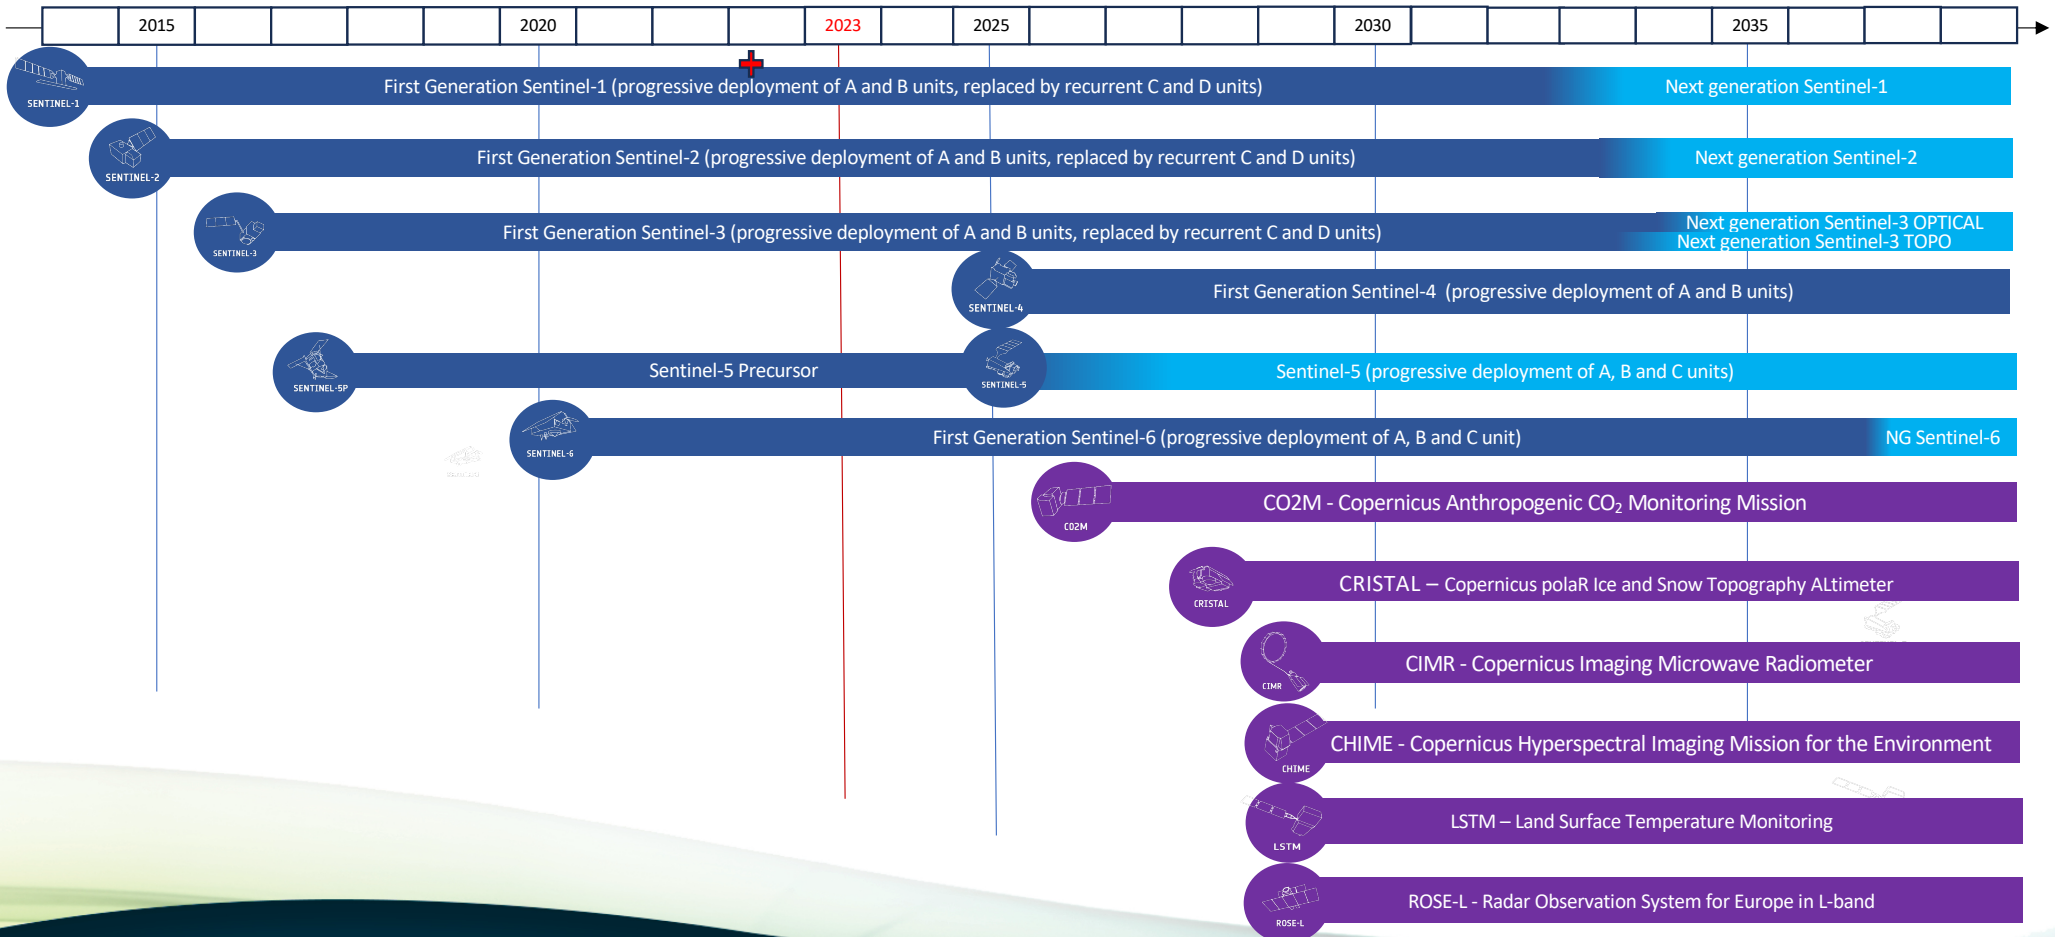 2015
2020
2023
2025
2030
2035
SENTINEL-1
First Generation Sentinel-1 (progressive deployment of A and B units, replaced by recurrent C and D units)
Next generation Sentinel-1
SENTINEL-2
First Generation Sentinel-2 (progressive deployment of A and B units, replaced by recurrent C and D units)
Next generation Sentinel-2
SENTINEL-3
First Generation Sentinel-3 (progressive deployment of A and B units, replaced by recurrent C and D units)
Next generation Sentinel-3 OPTICAL
Next generation Sentinel-3 TOPO
SENTINEL-4
First Generation Sentinel-4 (progressive deployment of A and B units)
SENTINEL-5P
Sentinel-5 Precursor
SENTINEL-5
Sentinel-5 (progressive deployment of A, B and C units)
SENTINEL-6
First Generation Sentinel-6 (progressive deployment of A, B and C unit)
NG Sentinel-6
CO2M
CO2M - Copernicus Anthropogenic CO₂ Monitoring Mission
CRISTAL
CRISTAL – Copernicus polaR Ice and Snow Topography ALtimeter
CIMR
CIMR - Copernicus Imaging Microwave Radiometer
CHIME
CHIME - Copernicus Hyperspectral Imaging Mission for the Environment
LSTM
LSTM – Land Surface Temperature Monitoring
ROSE-L
ROSE-L - Radar Observation System for Europe in L-band